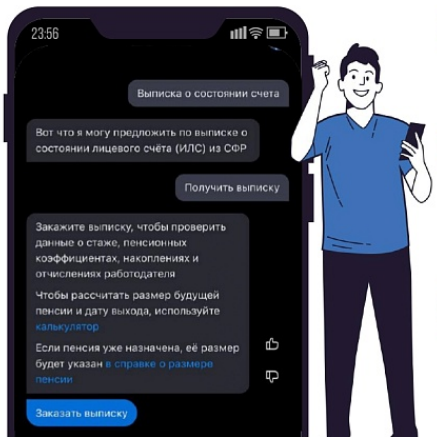 23:56
Выписка о состоянии счета
Вот что я могу предложить по выписке о
состоянии лицевого счёта (ИЛС) из СФР
Получить выписку
Закажите выписку, чтобы проверить
данные о стаже, пенсионных
коэффициентах, накоплениях и
отчислениях работодателя
Чтобы рассчитать размер будущей
пенсии и дату выхода, используйте
калькулятор
Если пенсия уже назначена, её размер
будет указан в справке о размере
пенсии
Заказать выписку